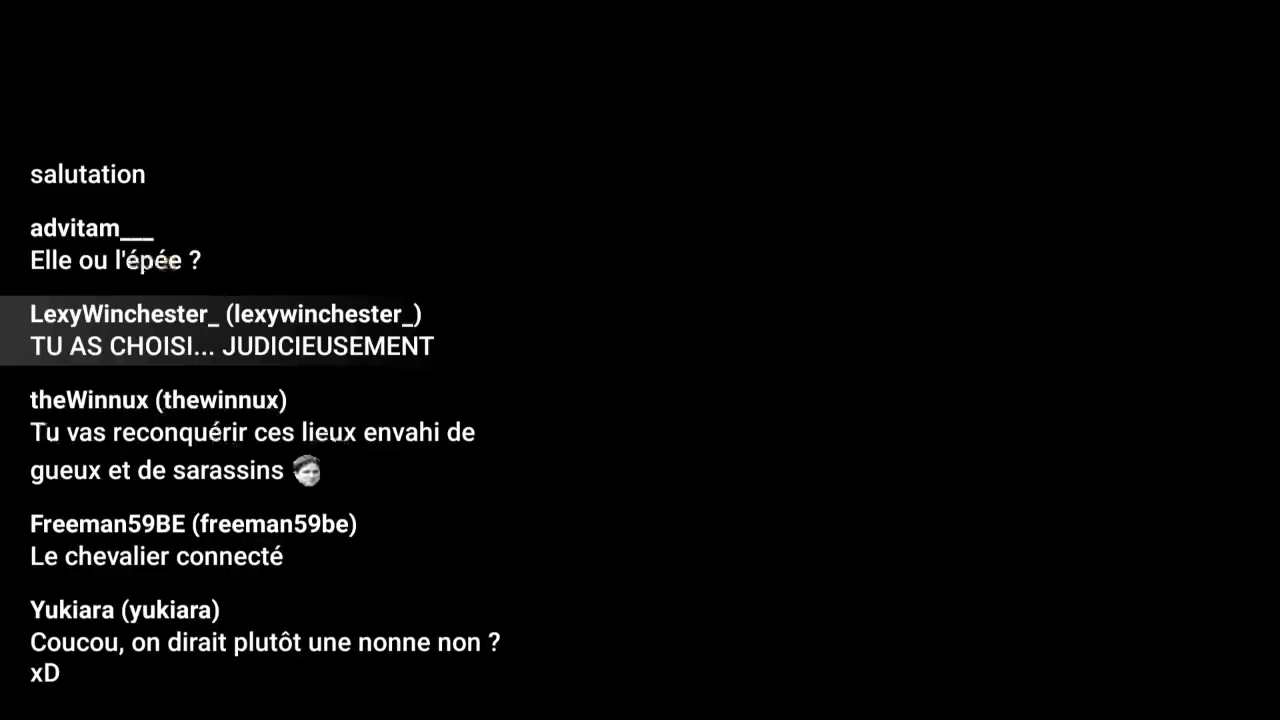 salutation
advitam___
Elle ou l'épée ?
LexyWinchester_ (lexywinchester_)
TU AS CHOISI... JUDICIEUSEMENT
theWinnux (thewinnux)
Tu vas reconquérir ces lieux envahi de
gueux et de sarassins
Freeman59BE (freeman59be)
Le chevalier connecté
Yukiara (yukiara)
Coucou, on dirait plutôt une nonne non ?
xD